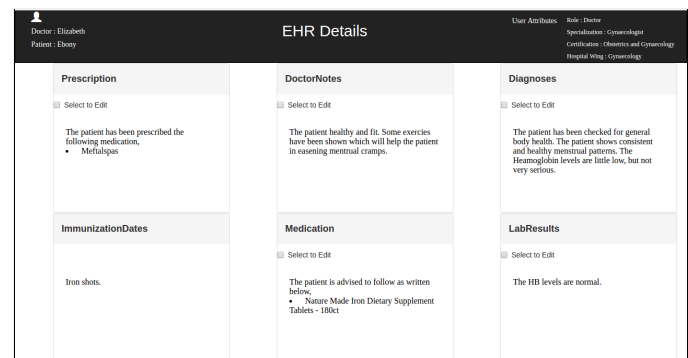 Doctor : Elizabeth
Patient : Ebony
EHR Details
User Attributes
Role : Doctor
Specialization : Gynaecologist
Certification : Obstetrics and Gynaecology
Hospital Wing : Gynaecology
Prescription
Select to Edit
The patient has been prescribed the
following medication,
• Meftalspas
DoctorNotes
Select to Edit
The patient healthy and fit. Some exercies
have been shown which will help the patient
in easening mentrual cramps.
Diagnoses
Select to Edit
The patient has been checked for general
body health. The patient shows consistent
and healthy menstrual patterns. The
Heamoglobin levels are little low, but not
very serious.
ImmunizationDates
Iron shots.
Medication
Select to Edit
The patient is advised to follow as written
below,
• Nature Made Iron Dietary Supplement
Tablets - 180ct
LabResults
Select to Edit
The HB levels are normal.